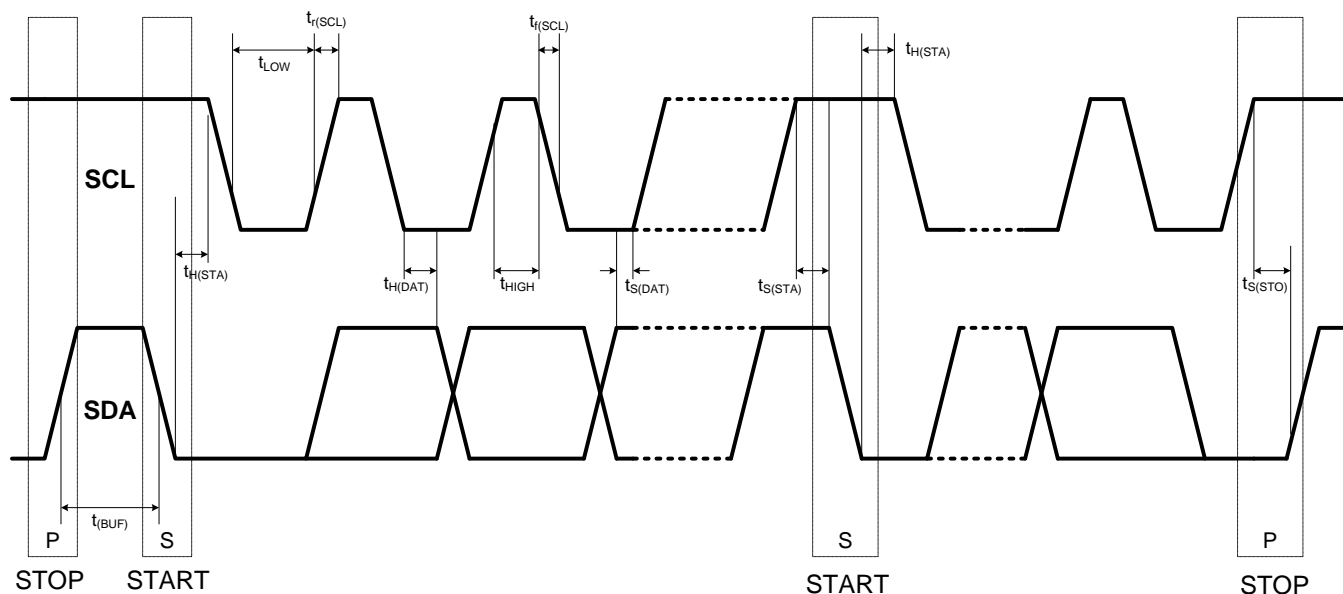 tr(SCL)
tf(SCL)
tH(STA)
tLOW
SCL
tH(STA)
tH(DAT)
tHIGH
tS(DAT)
tS(STA)
tS(STO)
SDA
t(BUF)
P
S
S
P
STOP
START
START
STOP